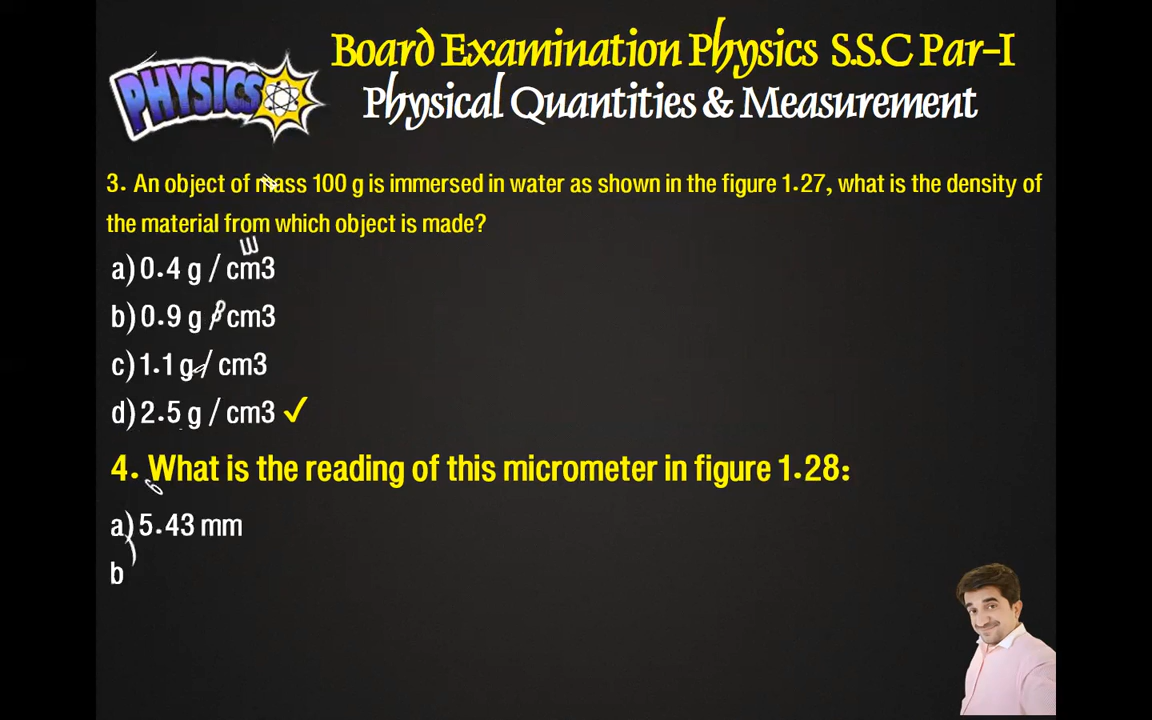 Board Examination Physics S.S.C Par-I
PHYSICS
Physical Quantities & Measurement
3. An object of mass 100 g is immersed in water as shown in the figure 1.27, what is the density of
the material from which object is made?
a) 0.4 g / cm3
b) 0.9 g / cm3
c) 1.1 g / cm3
d) 2.5 g / cm3 ✓
4. What is the reading of this micrometer in figure 1.28:
a) 5.43 mm
b